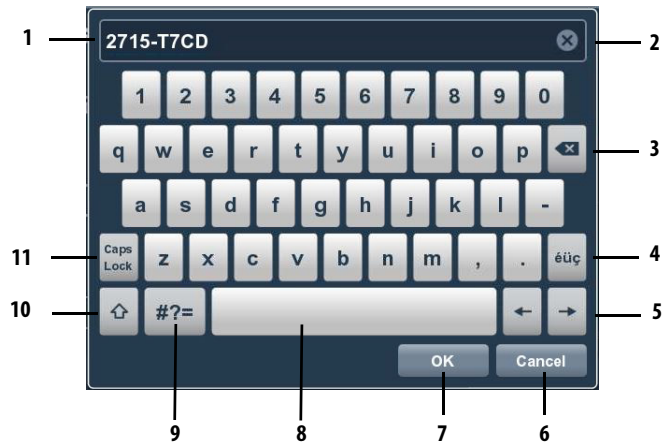 1 2715-T7CD 2
1 2 3 4 5 6 7 8 9 0
q w e r t y u i o p 3
a s d f g h j k l -
11 Caps Lock z x c v b n m , . éüç 4
10 #?= 5
OK Cancel
9 8 7 6